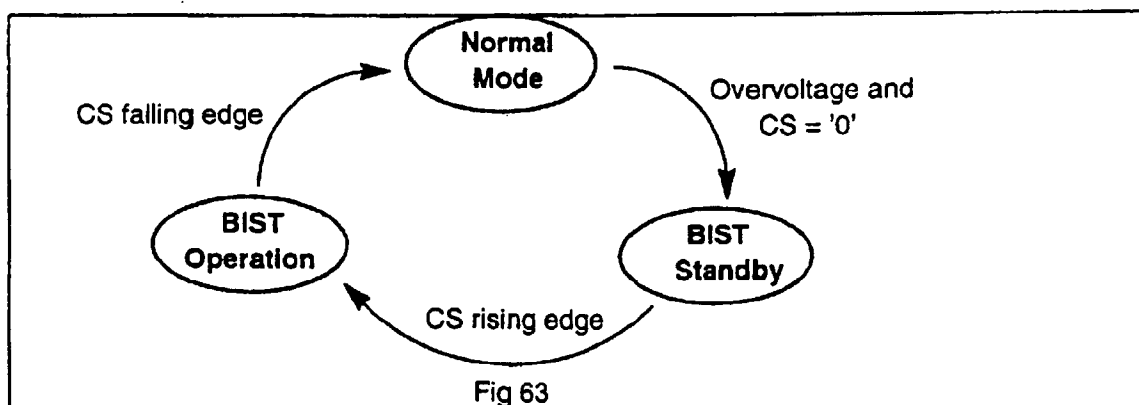 Normal
Mode
CS falling edge
Overvoltage and
CS = '0'
BIST
Operation
BIST
Standby
CS rising edge
Fig 63